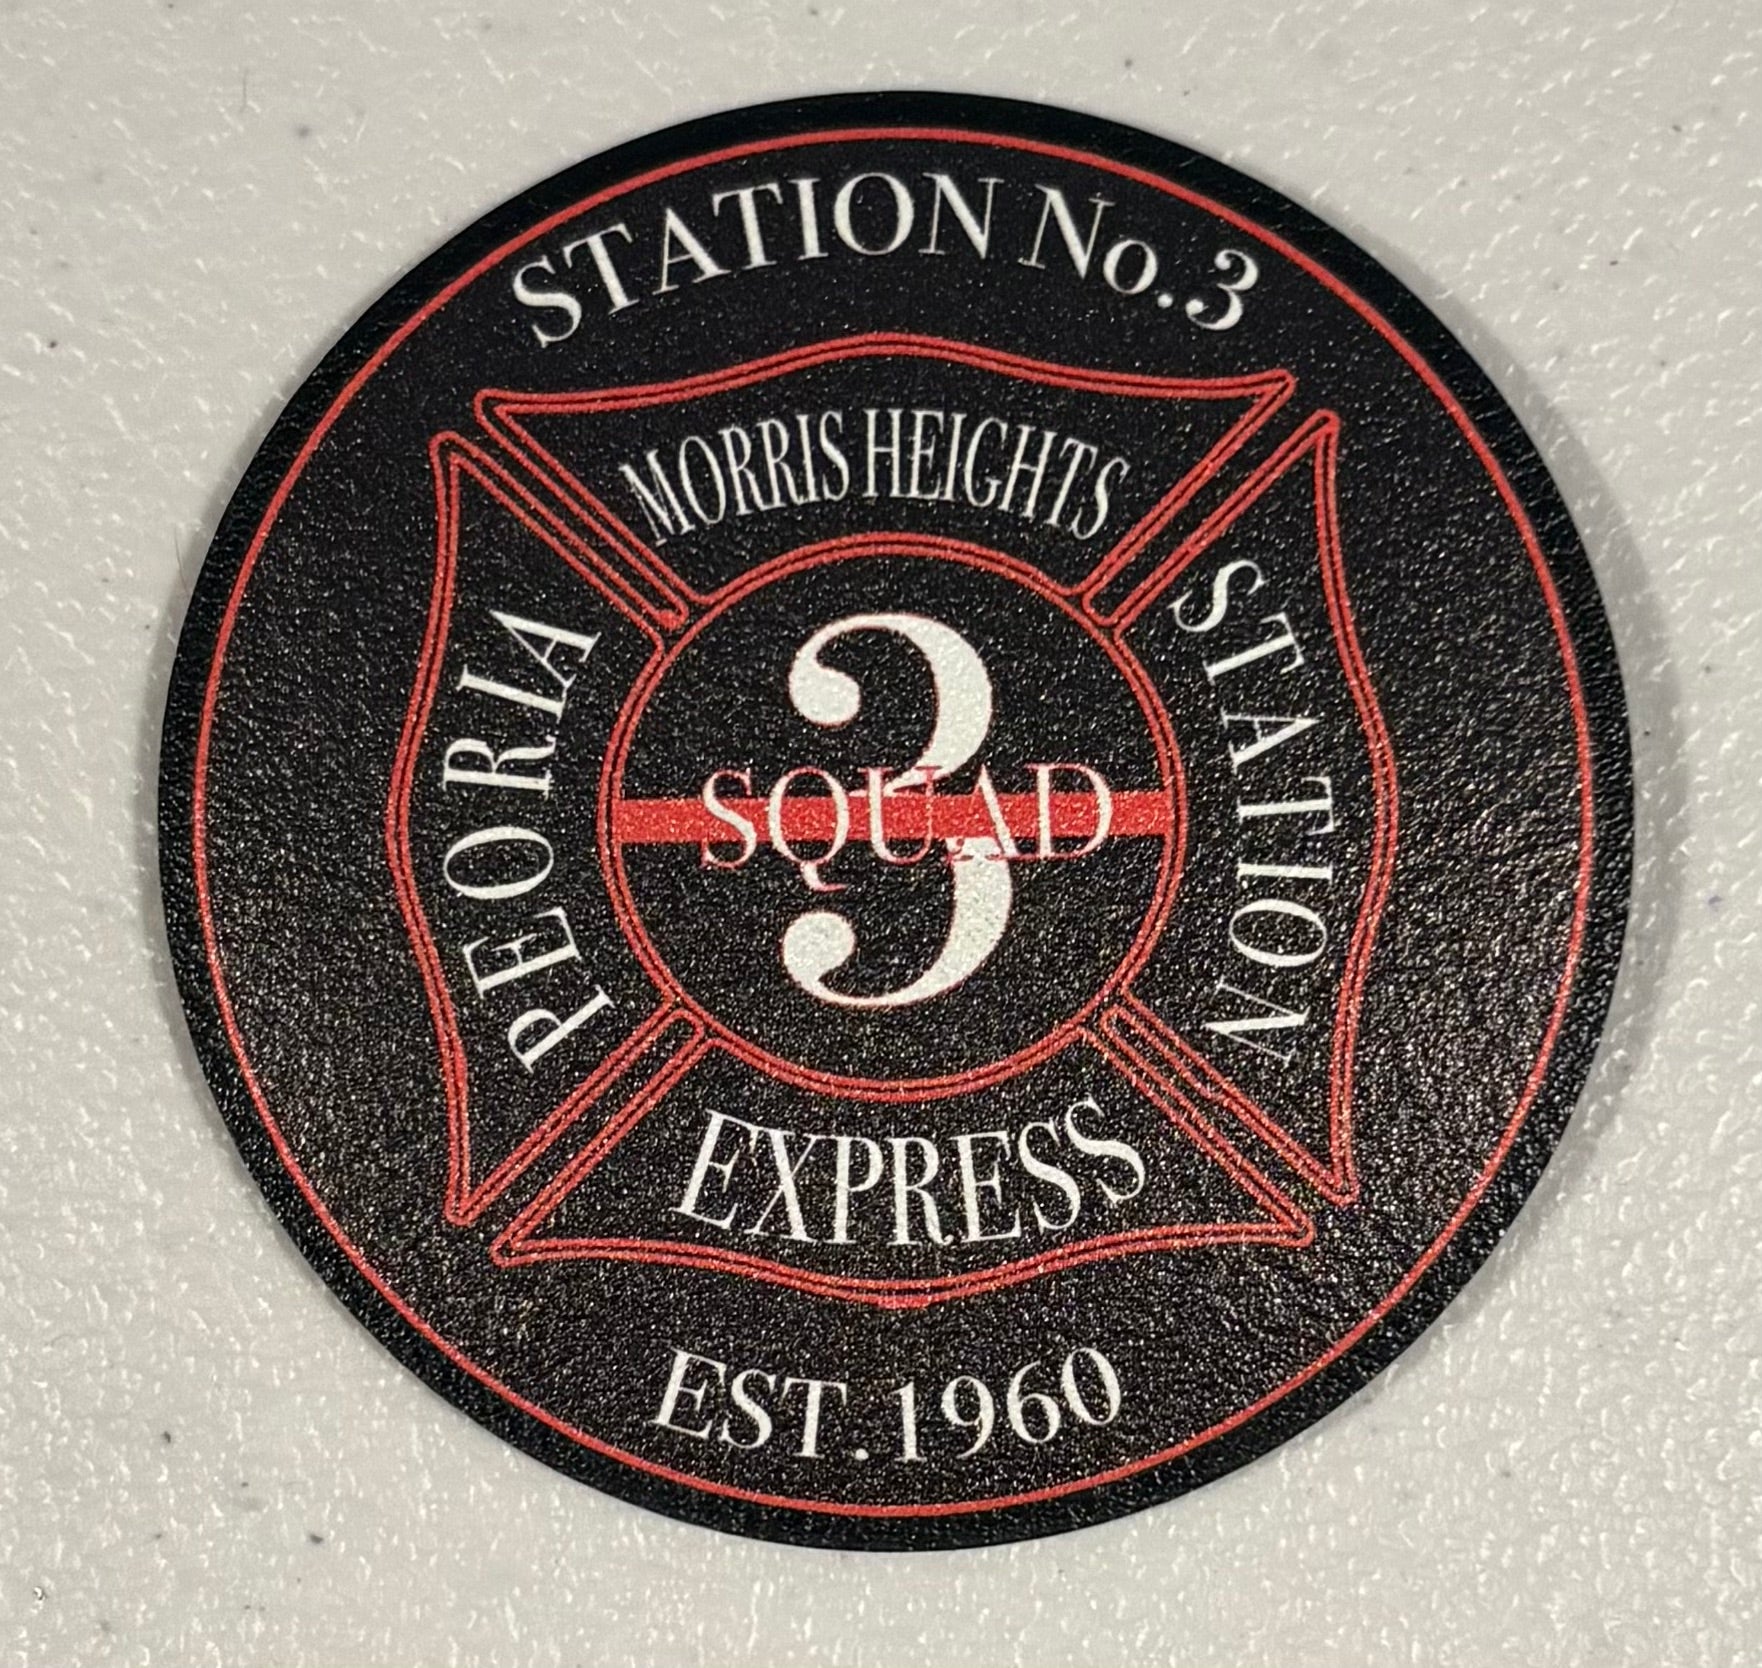 STATION No.3
MORRIS HEIGHTS
PEORIA
3
SQUAD
STATION
EXPRESS
EST.1960